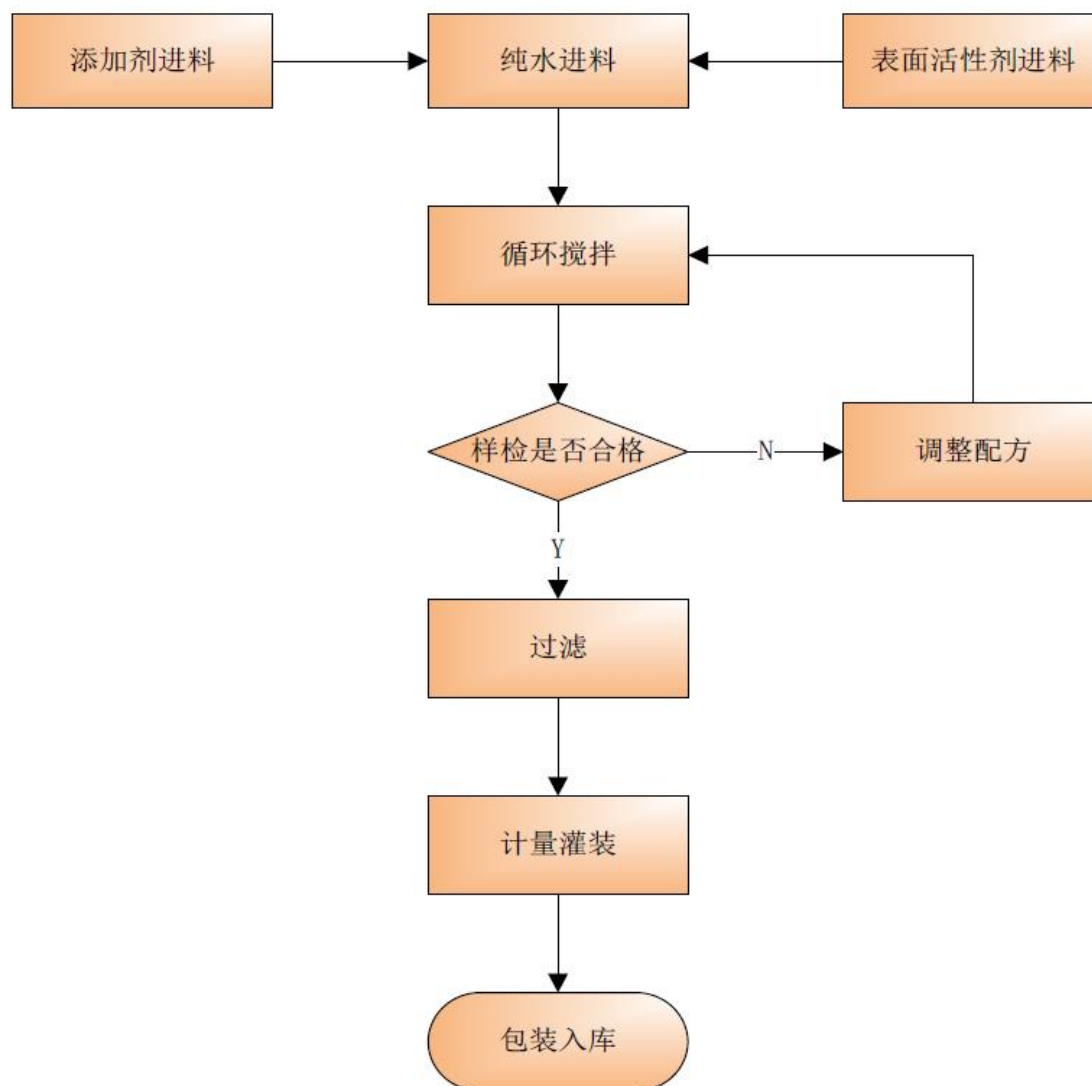 添加剂进料
纯水进料
表面活性剂进料
循环搅拌
样检是否合格
N
调整配方
Y
过滤
计量灌装
包装入库